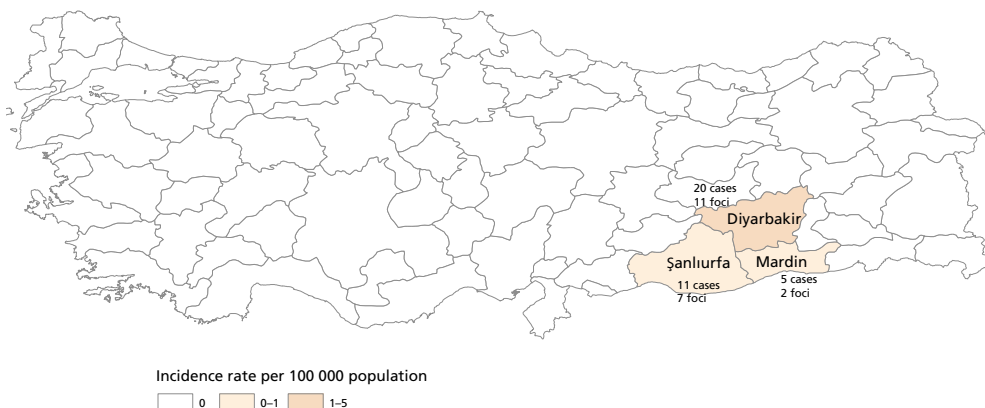 20 cases
11 foci
Diyarbakir
Şanlıurfa
Mardin
11 cases
7 foci
5 cases
2 foci
Incidence rate per 100 000 population
0
0–1
1–5